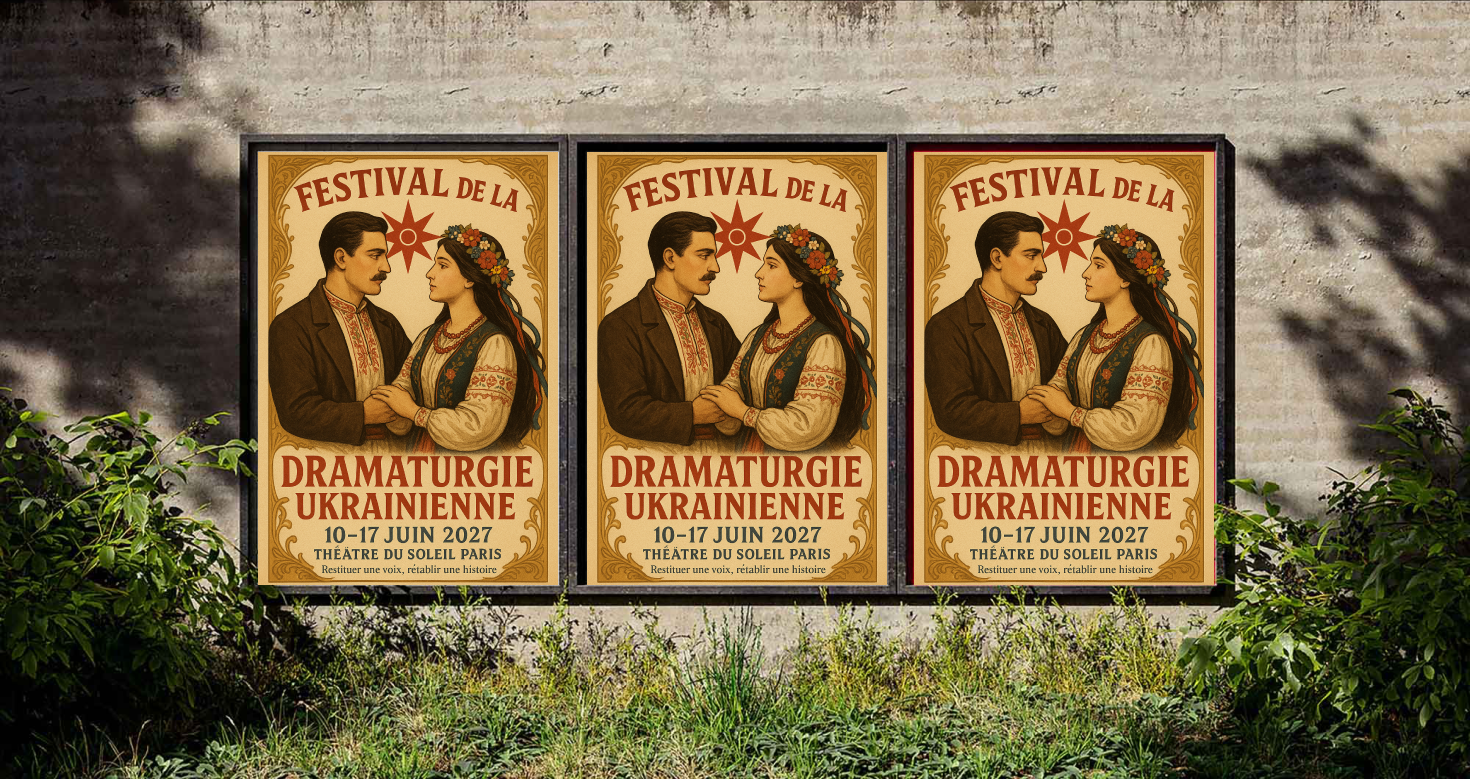 FESTIVAL DE LA
DRAMATURGIE
UKRAINIENNE
10–17 JUIN 2027
THÉÂTRE DU SOLEIL PARIS
Restituer une voix, rétablir une histoire
FESTIVAL DE LA
DRAMATURGIE
UKRAINIENNE
10–17 JUIN 2027
THÉÂTRE DU SOLEIL PARIS
Restituer une voix, rétablir une histoire
FESTIVAL DE LA
DRAMATURGIE
UKRAINIENNE
10–17 JUIN 2027
THÉÂTRE DU SOLEIL PARIS
Restituer une voix, rétablir une histoire